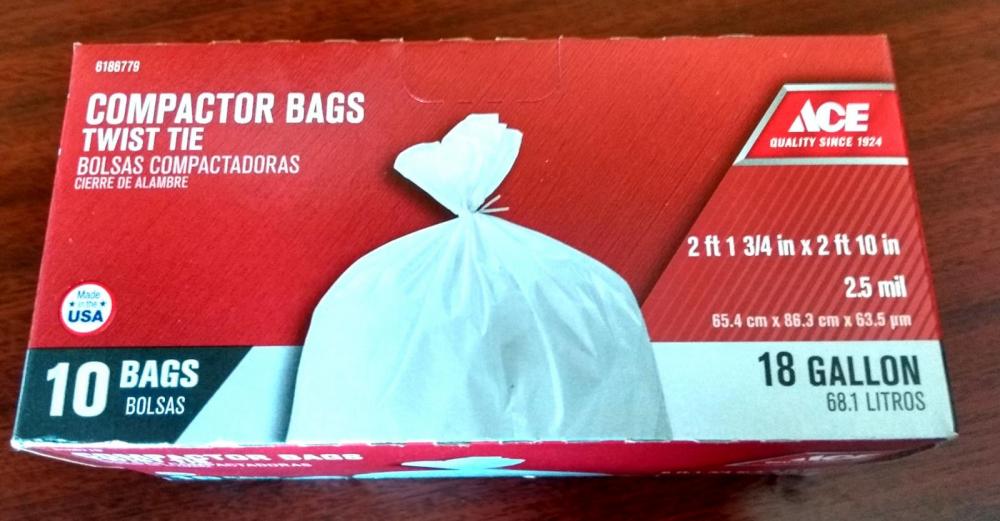 6186779
COMPACTOR BAGS
TWIST TIE
BOLSAS COMPACTADORAS
CIERRE DE ALAMBRE
ACE
QUALITY SINCE 1924
2 ft 1 3/4 in x 2 ft 10 in
2.5 mil
65.4 cm x 86.3 cm x 63.5 µm
Made
in the
USA
10 BAGS
BOLSAS
18 GALLON
68.1 LITROS
COMPACTOR BAGS
ACE